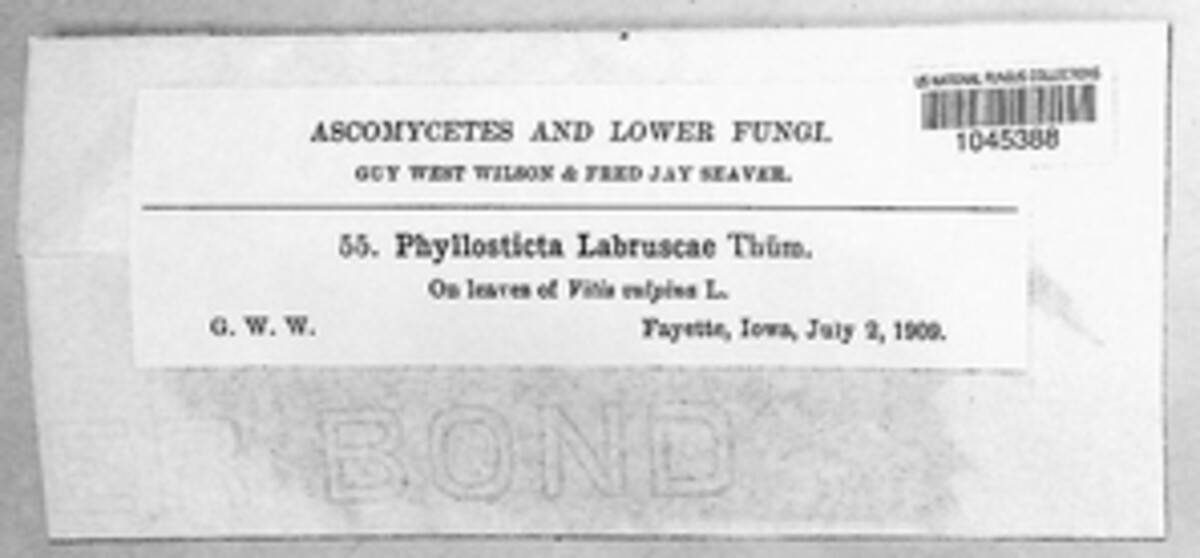 US NATIONAL FUNGUS COLLECTIONS
1045388
ASCOMYCETES AND LOWER FUNGI.
GUY WEST WILSON & FRED JAY SEAVER.
55. Phyllosticta Labruscae Thüm.
On leaves of Vitis vulpina L.
G. W. W. Fayette, Iowa, July 2, 1909.
ER BOND